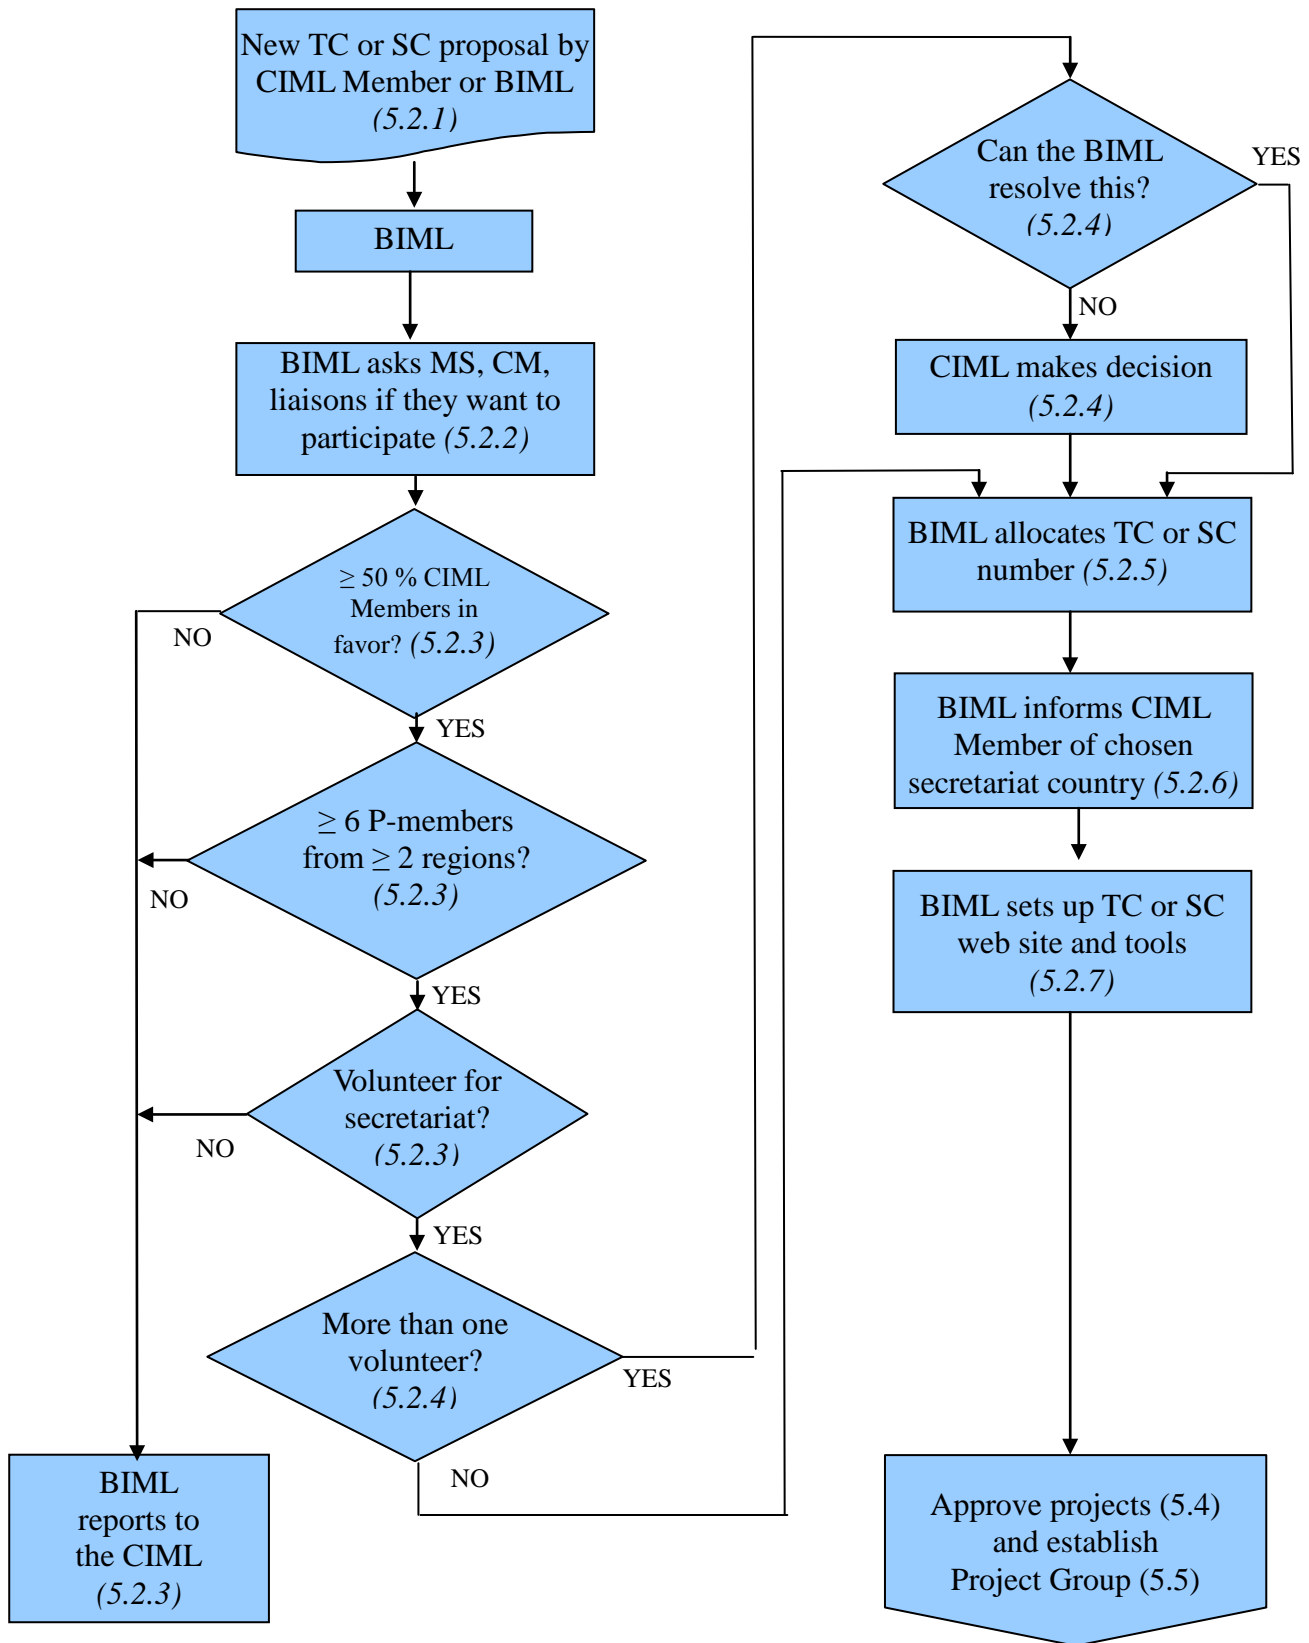 New TC or SC proposal by
CIML Member or BIML
(5.2.1)
BIML
BIML asks MS, CM,
liaisons if they want to
participate (5.2.2)
≥ 50 % CIML
Members in
favor? (5.2.3)
NO
YES
≥ 6 P-members
from ≥ 2 regions?
(5.2.3)
NO
YES
Volunteer for
secretariat?
(5.2.3)
NO
YES
More than one
volunteer?
(5.2.4)
YES
NO
BIML
reports to
the CIML
(5.2.3)
Can the BIML
resolve this?
(5.2.4)
YES
NO
CIML makes decision
(5.2.4)
BIML allocates TC or SC
number (5.2.5)
BIML informs CIML
Member of chosen
secretariat country (5.2.6)
BIML sets up TC or SC
web site and tools
(5.2.7)
Approve projects (5.4)
and establish
Project Group (5.5)